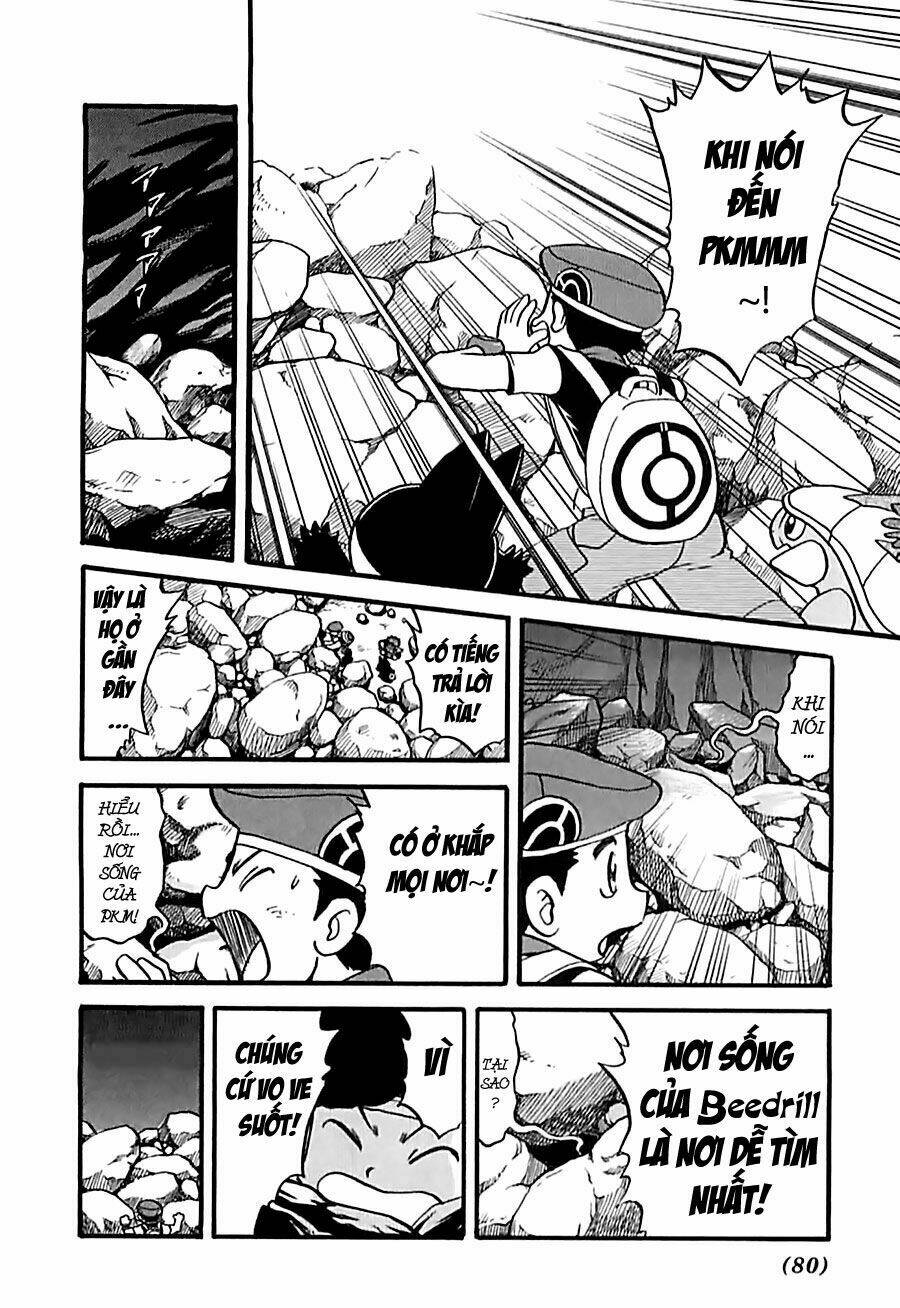 KHI NÓI
ĐẾN
PKMMM
~!
アアアア
KHI
NÓI
...
CÓ TIẾNG
TRẢ LỜI
KÌA!
VẬY LÀ
HỌ Ở
GẦN
ĐÂY
...
CÓ Ở KHẮP
MỌI NƠI~!
HIỂU
RỒI...
NƠI
SỐNG
CỦA
PKM!
NƠI SỐNG
CỦA Beedrill
LÀ NƠI DỄ TÌM
NHẤT!
TẠI
SAO
?
VÌ
CHÚNG
CỨ VO VE
SUỐT!
(80)